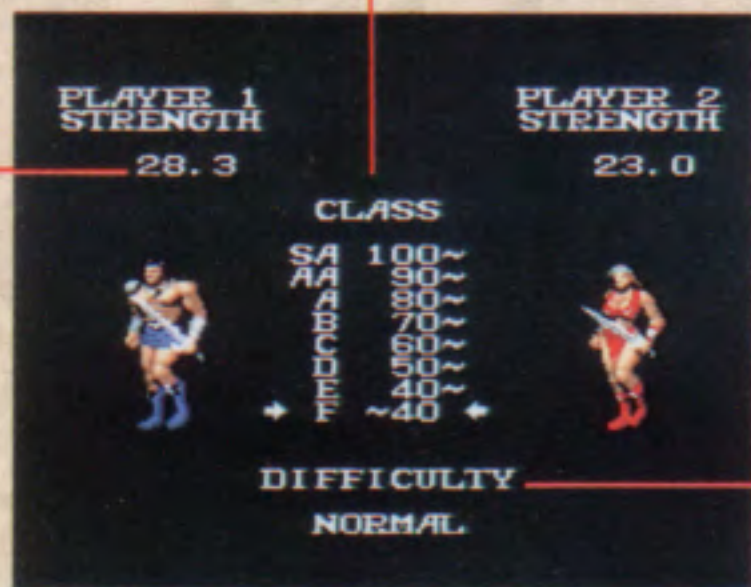 PLAYER 1
STRENGTH
28.3
PLAYER 2
STRENGTH
23.0
CLASS
SA 100~
AA 90~
A 80~
B 70~
C 60~
D 50~
E 40~
F ~40
DIFFICULTY
NORMAL